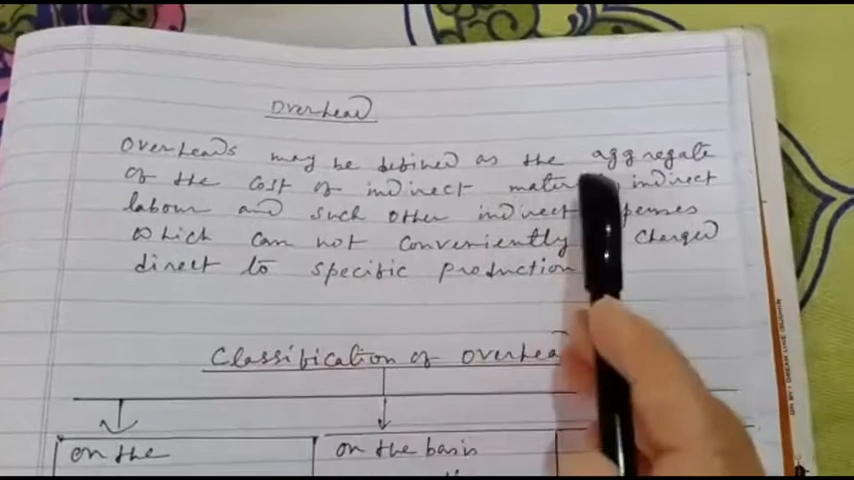 Overhead
Overheads may be defined as the aggregate
of the cost of indirect indirect
labour and such other indirect
which can not conveniently charged
direct to specific production
Classification of
on the
on the basis